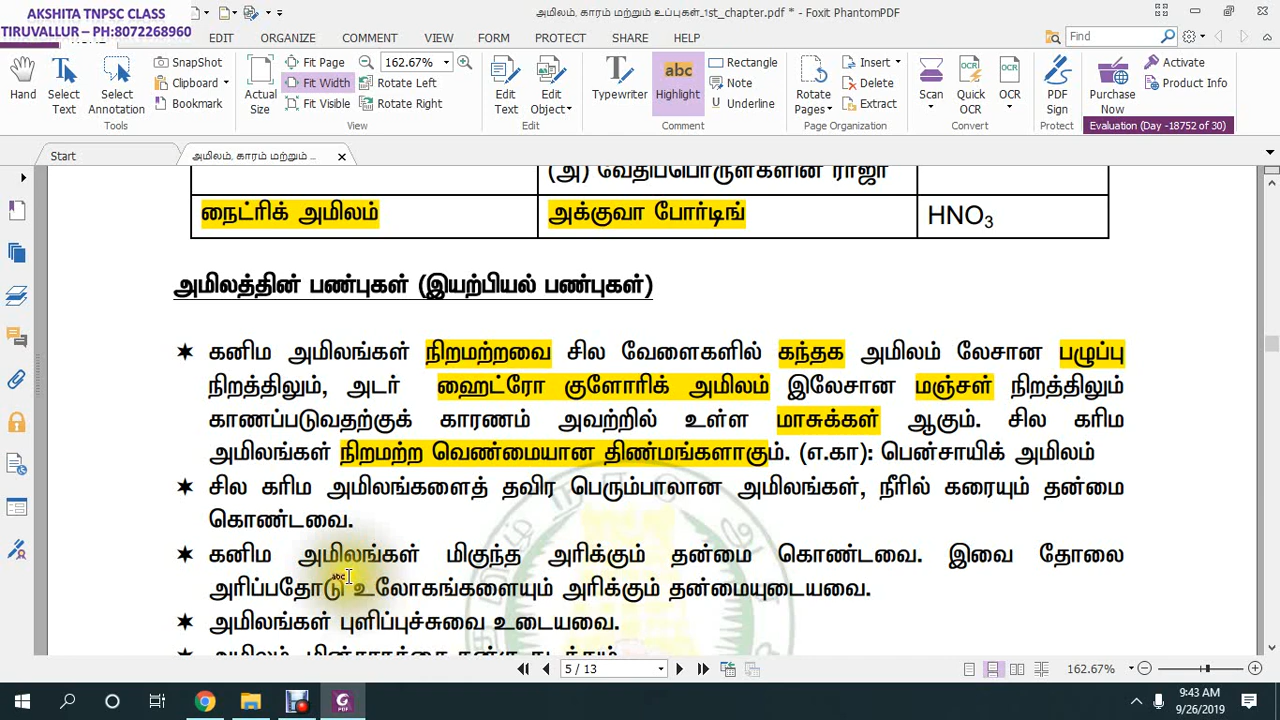 AKSHITA TNPSC CLASS
TIRUVALLUR – PH:8072268960
அமிலம், காரம் மற்றும் உப்புகள்_1st_chapter.pdf * - Foxit PhantomPDF
EDIT ORGANIZE COMMENT VIEW FORM PROTECT SHARE HELP
Find
SnapShot
Clipboard
Bookmark
Hand
Select Text
Select Annotation
Tools
Actual Size
Fit Page
Fit Width
Fit Visible
162.67%
Rotate Left
Rotate Right
View
Edit Text
Edit Object
Edit
Typewriter
Highlight
Rectangle
Note
Underline
Comment
Rotate Pages
Insert
Delete
Extract
Page Organization
Scan
Quick OCR
OCR
Convert
PDF Sign
Protect
Purchase Now
Activate
Product Info
Evaluation (Day -18752 of 30)
Start
அமிலம், காரம் மற்றும் ...
(அ) வேதிப்பொருள்களின் ராஜா
நைட்ரிக் அமிலம் அக்குவா போர்டிங் HNO₃
அமிலத்தின் பண்புகள் (இயற்பியல் பண்புகள்)
★ கனிம அமிலங்கள் நிறமற்றவை சில வேளைகளில் கந்தக அமிலம் லேசான பழுப்பு
நிறத்திலும், அடர் ஹைட்ரோ குளோரிக் அமிலம் இலேசான மஞ்சள் நிறத்திலும்
காணப்படுவதற்குக் காரணம் அவற்றில் உள்ள மாசுக்கள் ஆகும். சில கரிம
அமிலங்கள் நிறமற்ற வெண்மையான திண்மங்களாகும். (எ.கா): பென்சாயிக் அமிலம்
★ சில கரிம அமிலங்களைத் தவிர பெரும்பாலான அமிலங்கள், நீரில் கரையும் தன்மை
கொண்டவை.
★ கனிம அமிலங்கள் மிகுந்த அரிக்கும் தன்மை கொண்டவை. இவை தோலை
அரிப்பதோடு உலோகங்களையும் அரிக்கும் தன்மையுடையவை.
★ அமிலங்கள் புளிப்புச்சுவை உடையவை.
5 / 13
162.67%
9:43 AM
9/26/2019